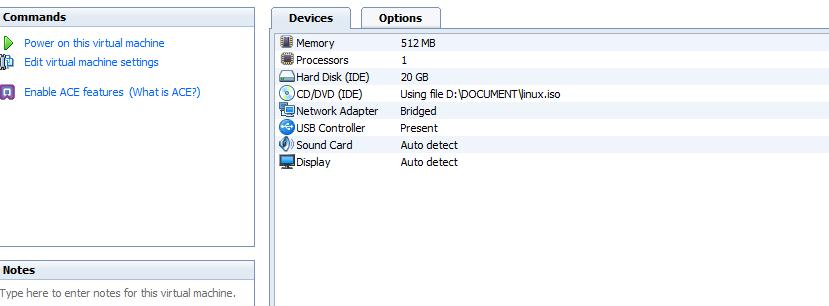 Commands
Power on this virtual machine
Edit virtual machine settings
Enable ACE features (What is ACE?)
Notes
Type here to enter notes for this virtual machine.
Devices
Options
Memory 512 MB
Processors 1
Hard Disk (IDE) 20 GB
CD/DVD (IDE) Using file D:\DOCUMENT\linux.iso
Network Adapter Bridged
USB Controller Present
Sound Card Auto detect
Display Auto detect